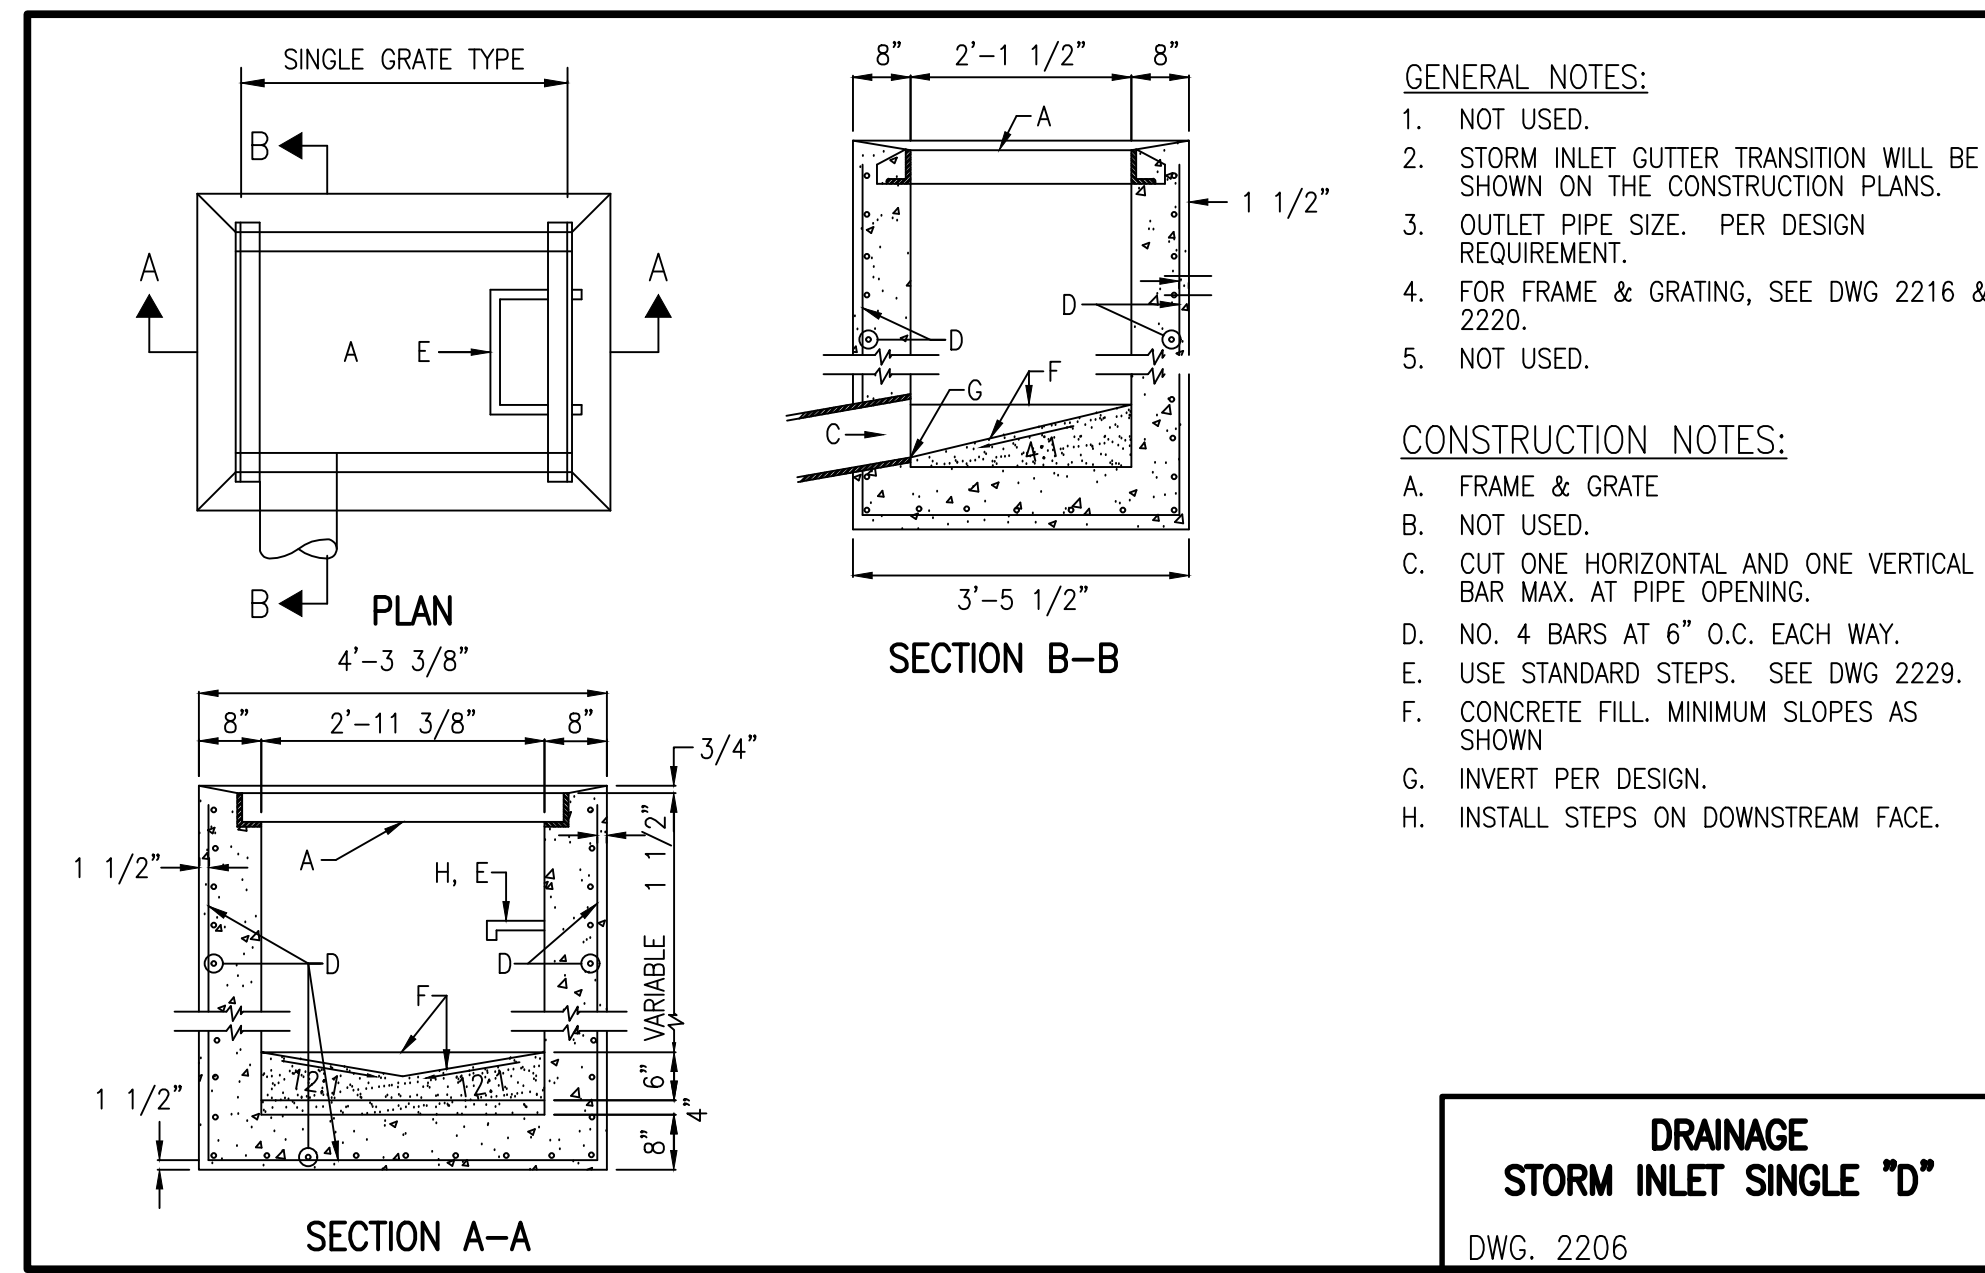 SINGLE GRATE TYPE
B
A
A
A
E
B
PLAN
8" 2'-1 1/2" 8"
A
1 1/2"
D
D
F
G
C
4:1
3'-5 1/2"
SECTION B-B
4'-3 3/8"
8" 2'-11 3/8" 8"
3/4"
1 1/2"
A
H, E
1 1/2"
D
D
VARIABLE
F
12:1 12:1
6"
4"
1 1/2"
8"
SECTION A-A
GENERAL NOTES:
1. NOT USED.
2. STORM INLET GUTTER TRANSITION WILL BE
SHOWN ON THE CONSTRUCTION PLANS.
3. OUTLET PIPE SIZE. PER DESIGN
REQUIREMENT.
4. FOR FRAME & GRATING, SEE DWG 2216 &
2220.
5. NOT USED.
CONSTRUCTION NOTES:
A. FRAME & GRATE
B. NOT USED.
C. CUT ONE HORIZONTAL AND ONE VERTICAL
BAR MAX. AT PIPE OPENING.
D. NO. 4 BARS AT 6" O.C. EACH WAY.
E. USE STANDARD STEPS. SEE DWG 2229.
F. CONCRETE FILL. MINIMUM SLOPES AS
SHOWN
G. INVERT PER DESIGN.
H. INSTALL STEPS ON DOWNSTREAM FACE.
DRAINAGE
STORM INLET SINGLE "D"
DWG. 2206